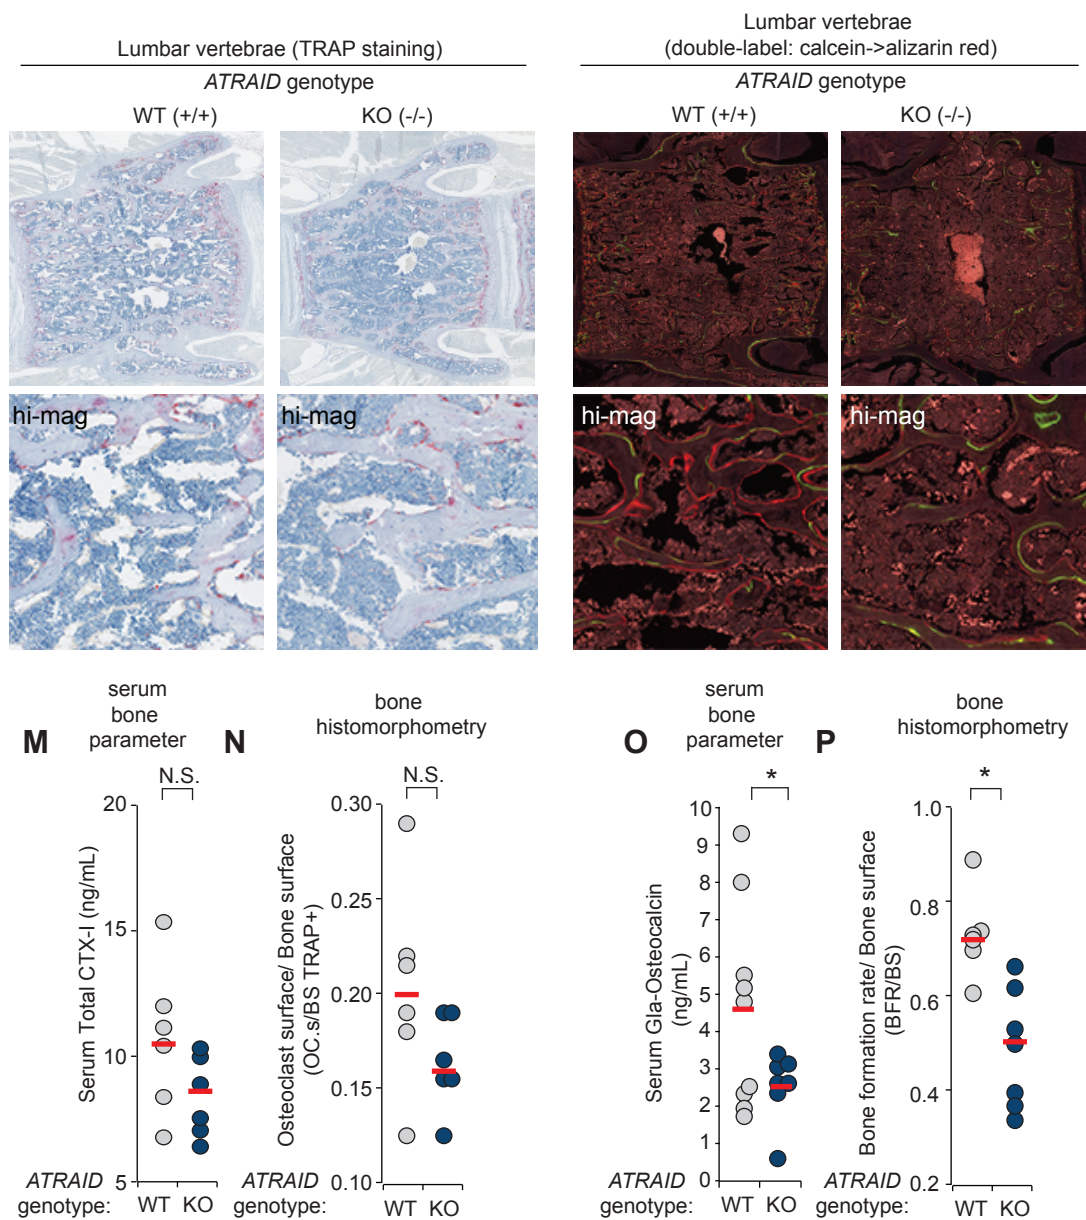 Lumbar vertebrae (TRAP staining)
ATRAID genotype
WT (+/+)
KO (-/-)
hi-mag
hi-mag
Lumbar vertebrae
(double-label: calcein->alizarin red)
ATRAID genotype
WT (+/+)
KO (-/-)
hi-mag
hi-mag
M
serum
bone
parameter
N.S.
Serum Total CTX-I (ng/mL)
20
15
10
5
ATRAID
genotype:
WT
KO
N
bone
histomorphometry
N.S.
Osteoclast surface/ Bone surface
(OC.s/BS TRAP+)
0.30
0.25
0.20
0.15
0.10
ATRAID
genotype:
WT
KO
O
serum
bone
parameter
*
Serum Gla-Osteocalcin
(ng/mL)
10
9
8
7
6
5
4
3
2
1
0
ATRAID
genotype:
WT
KO
P
bone
histomorphometry
*
Bone formation rate/ Bone surface
(BFR/BS)
1.0
0.8
0.6
0.4
0.2
ATRAID
genotype:
WT
KO